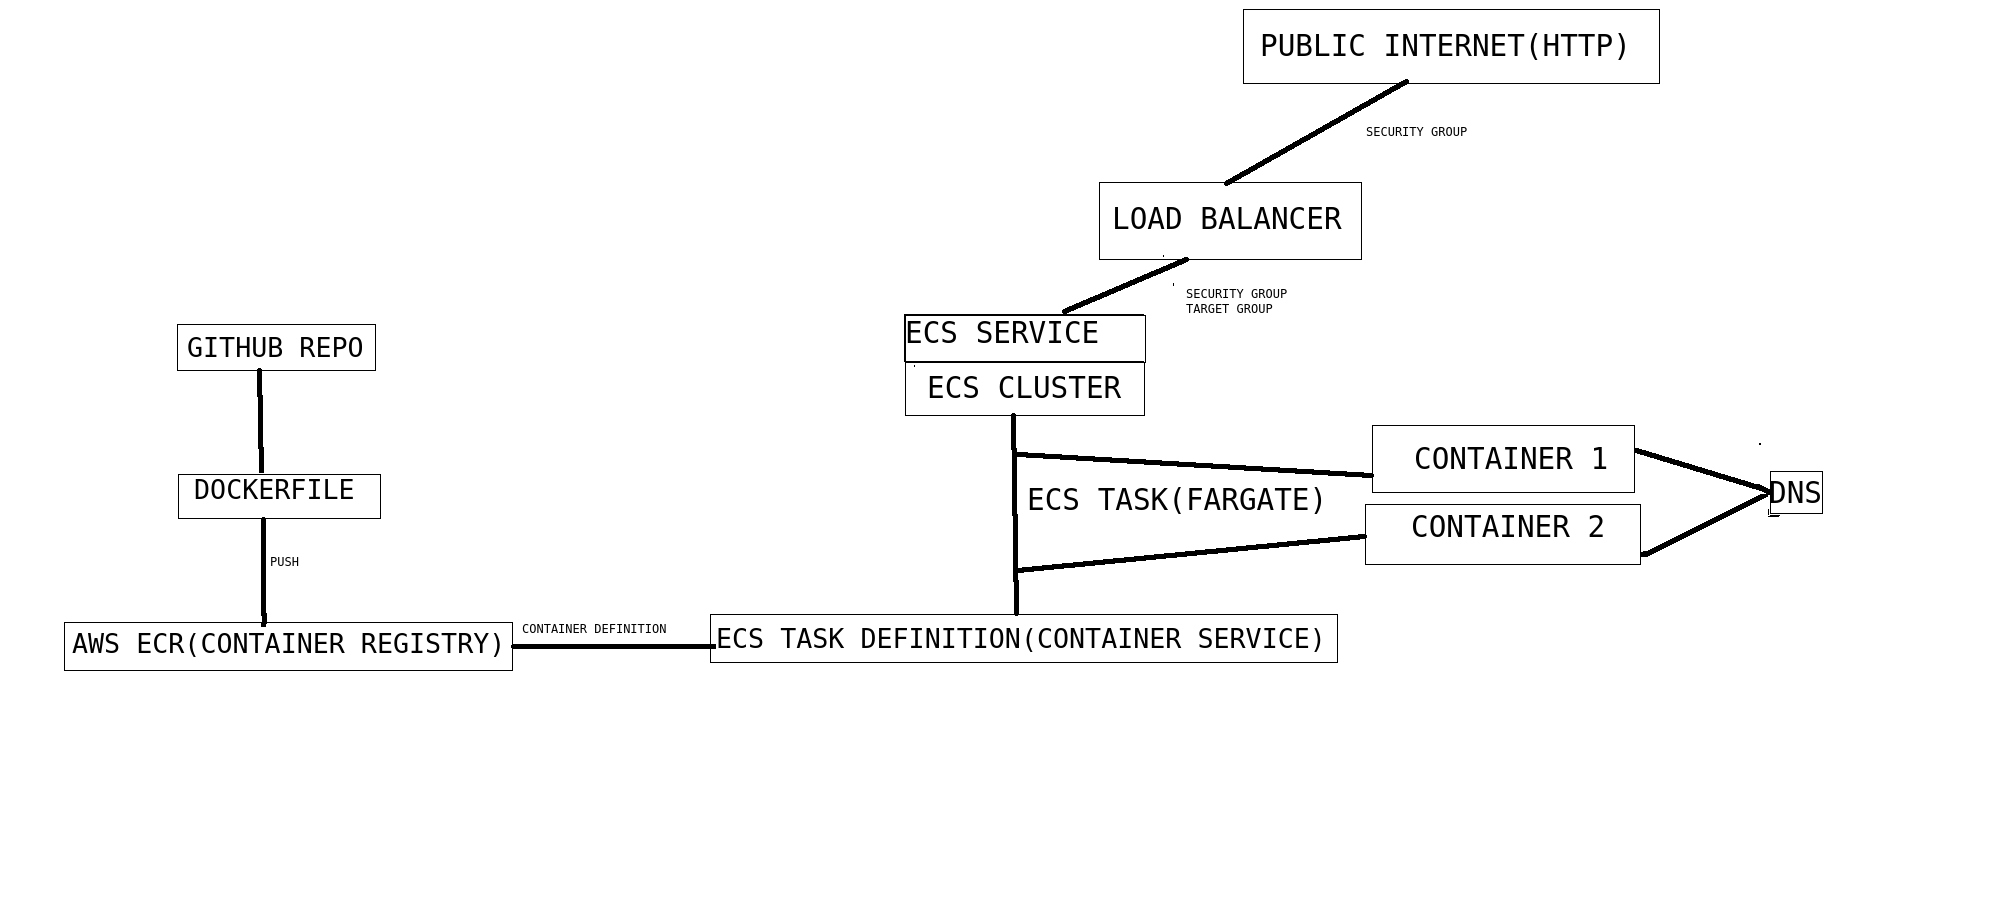 PUBLIC INTERNET(HTTP)
SECURITY GROUP
LOAD BALANCER
SECURITY GROUP
TARGET GROUP
ECS SERVICE
ECS CLUSTER
GITHUB REPO
DOCKERFILE
PUSH
AWS ECR(CONTAINER REGISTRY)
CONTAINER DEFINITION
ECS TASK DEFINITION(CONTAINER SERVICE)
ECS TASK(FARGATE)
CONTAINER 1
CONTAINER 2
DNS